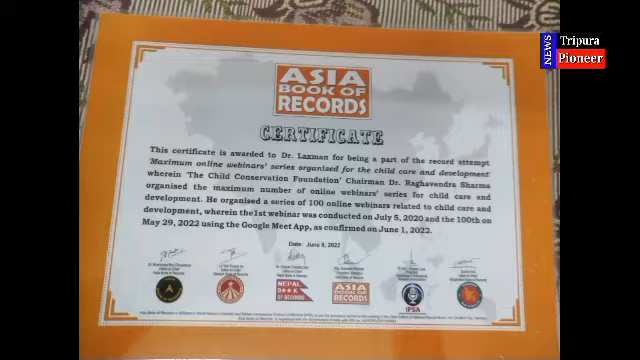 NEWS
Tripura
Pioneer
ASIA
BOOK OF
RECORDS
CERTIFICATE
This certificate is awarded to Dr. Laxman for being a part of the record attempt
'Maximum online webinars' series organised for the child care and development'
wherein 'The Child Conservation Foundation' Chairman Dr. Raghavendra Sharma
organised the maximum number of online webinars' series for child care and
development. He organised a series of 100 online webinars related to child care and
development, wherein the 1st webinar was conducted on July 5, 2020 and the 100th on
May 29, 2022 using the Google Meet App, as confirmed on June 1, 2022.
Date: June 9, 2022
NEPAL
OF RECORDS
ASIA
BOOK OF
RECORDS
IPSA